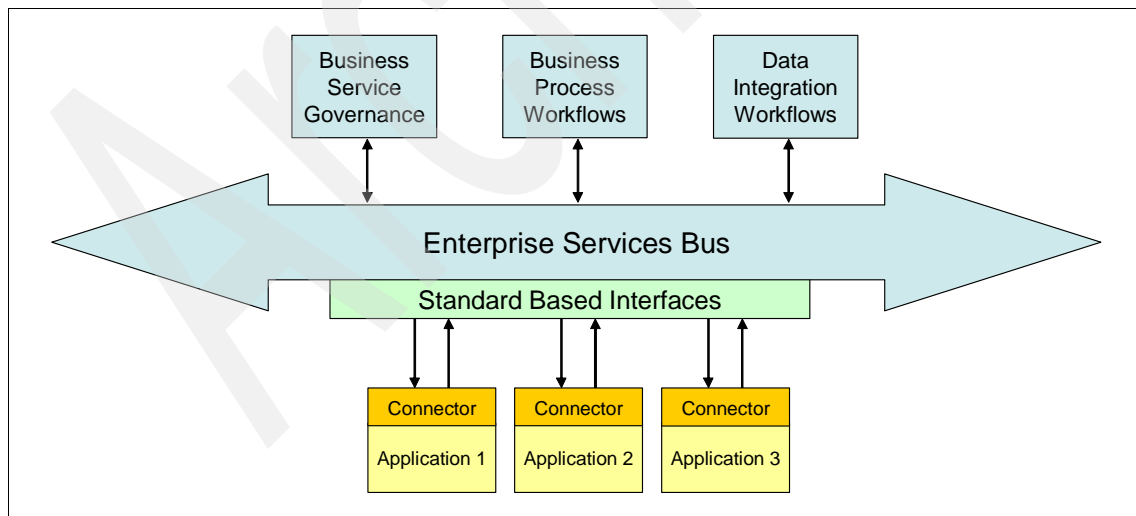 Business
Service
Governance
Business
Process
Workflows
Data
Integration
Workflows
Enterprise Services Bus
Standard Based Interfaces
Connector
Connector
Connector
Application 1
Application 2
Application 3